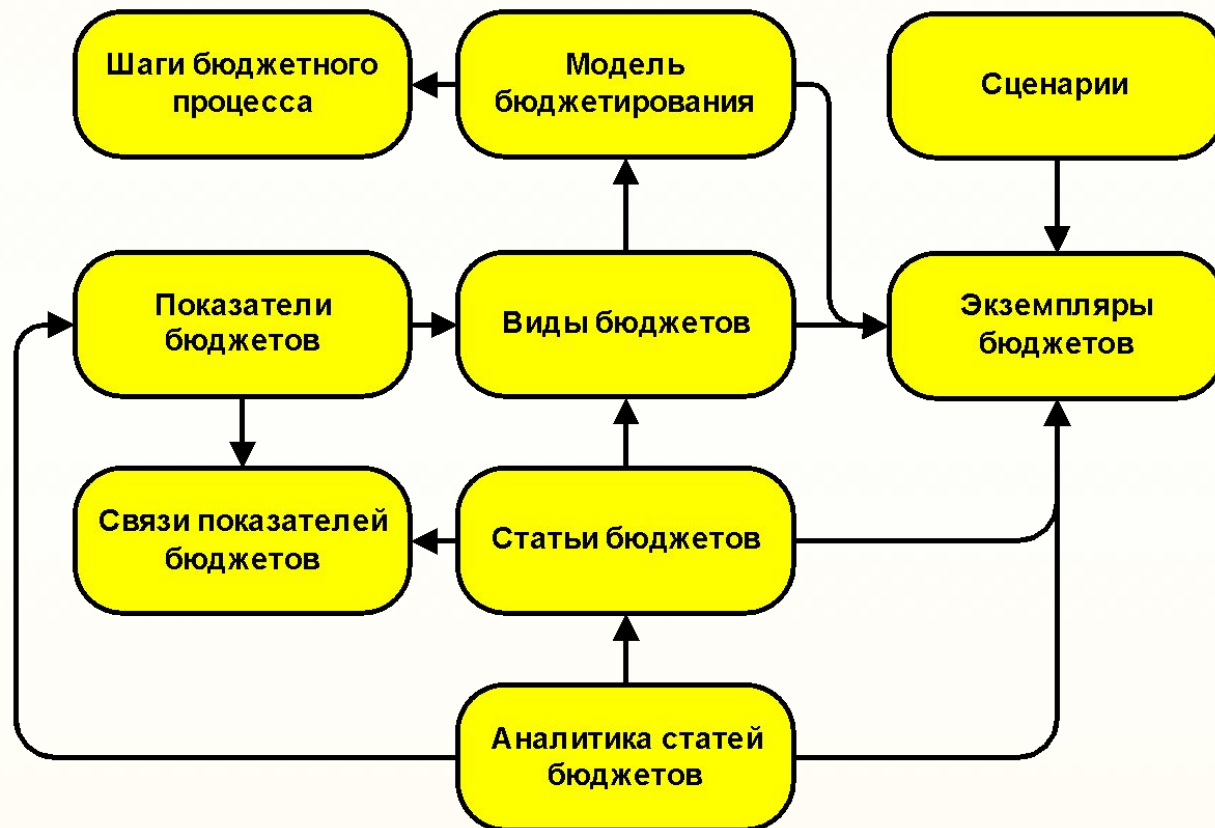 Шаги бюджетного
процесса
Модель
бюджетирования
Сценарии
Показатели
бюджетов
Виды бюджетов
Экземпляры
бюджетов
Связи показателей
бюджетов
Статьи бюджетов
Аналитика статей
бюджетов